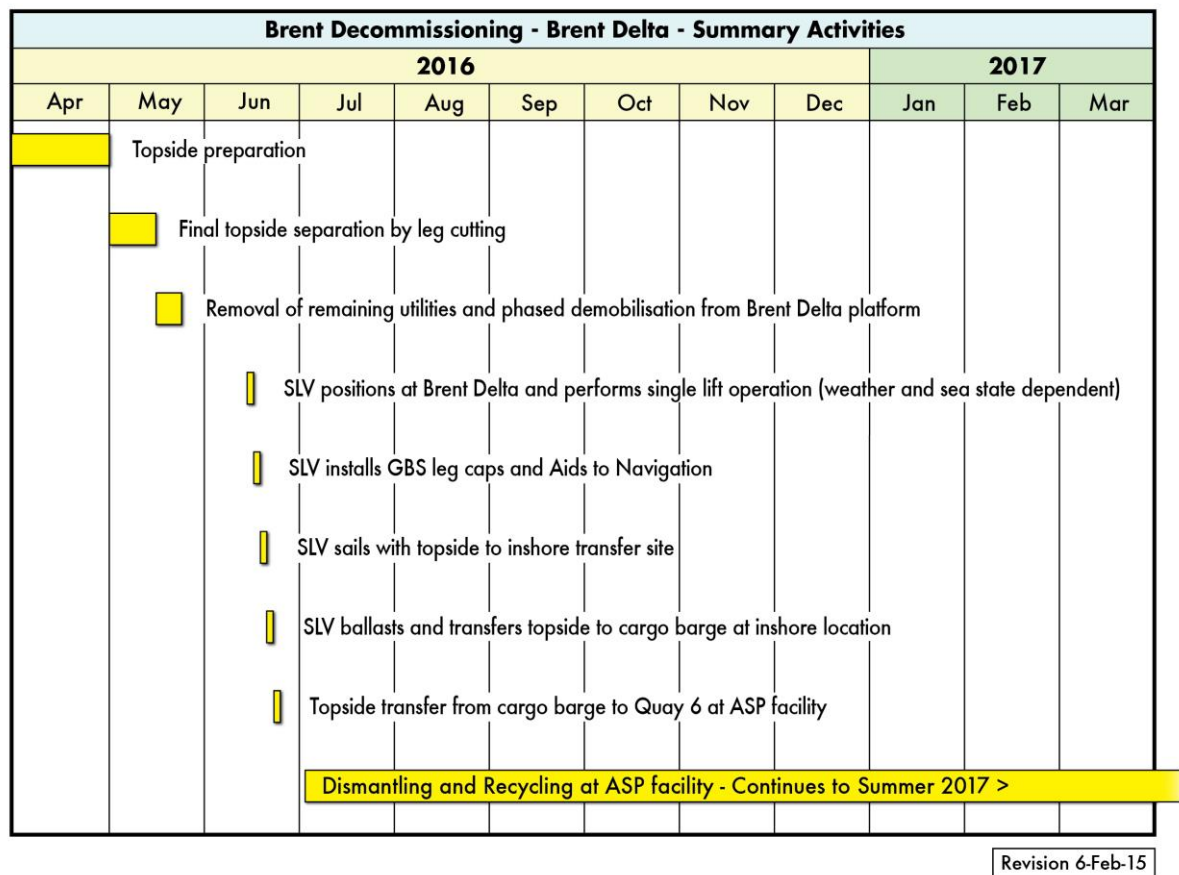 Brent Decommissioning - Brent Delta - Summary Activities
2016 2017
Apr May Jun Jul Aug Sep Oct Nov Dec Jan Feb Mar
Topside preparation
Final topside separation by leg cutting
Removal of remaining utilities and phased demobilisation from Brent Delta platform
SLV positions at Brent Delta and performs single lift operation (weather and sea state dependent)
SLV installs GBS leg caps and Aids to Navigation
SLV sails with topside to inshore transfer site
SLV ballasts and transfers topside to cargo barge at inshore location
Topside transfer from cargo barge to Quay 6 at ASP facility
Dismantling and Recycling at ASP facility - Continues to Summer 2017 >
Revision 6-Feb-15